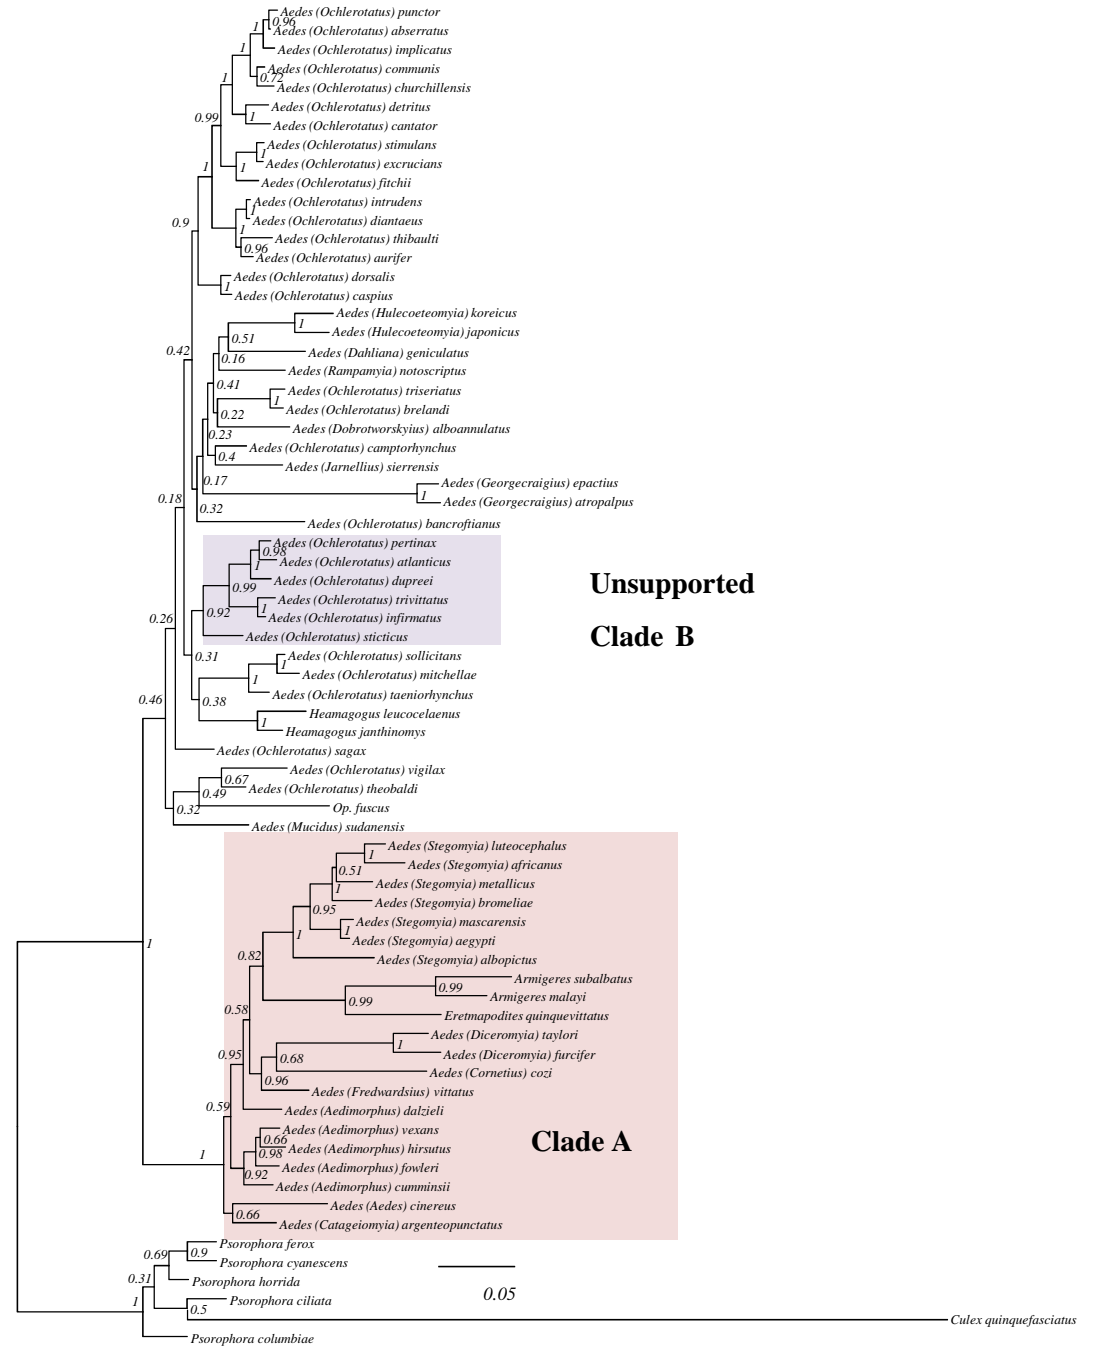 Aedes (Ochlerotatus) punctor
0.96
1
Aedes (Ochlerotatus) abserratus
1
Aedes (Ochlerotatus) implicatus
Aedes (Ochlerotatus) communis
1
0.72
Aedes (Ochlerotatus) churchillensis
Aedes (Ochlerotatus) detritus
0.99
1
Aedes (Ochlerotatus) cantator
Aedes (Ochlerotatus) stimulans
1
Aedes (Ochlerotatus) excrucians
1
1
Aedes (Ochlerotatus) fitchii
Aedes (Ochlerotatus) intrudens
1
Aedes (Ochlerotatus) diantaeus
0.9
1
Aedes (Ochlerotatus) thibaulti
0.96
Aedes (Ochlerotatus) aurifer
Aedes (Ochlerotatus) dorsalis
1
Aedes (Ochlerotatus) caspius
Aedes (Hulecoeteomyia) koreicus
1
Aedes (Hulecoeteomyia) japonicus
0.51
0.42
Aedes (Dahliana) geniculatus
0.16
Aedes (Rampamyia) notoscriptus
0.41
Aedes (Ochlerotatus) triseriatus
1
Aedes (Ochlerotatus) brelandi
0.22
Aedes (Dobrotworskyius) alboannulatus
0.23
Aedes (Ochlerotatus) camptorhynchus
0.4
Aedes (Jarnellius) sierrensis
0.17
Aedes (Georgecraigius) epactius
1
0.18
Aedes (Georgecraigius) atropalpus
0.32
Aedes (Ochlerotatus) bancroftianus
Aedes (Ochlerotatus) pertinax
0.98
Aedes (Ochlerotatus) atlanticus
1
Aedes (Ochlerotatus) dupreei
Unsupported
0.99
Aedes (Ochlerotatus) trivittatus
1
0.92
0.26
Aedes (Ochlerotatus) infirmatus
Aedes (Ochlerotatus) sticticus
Clade B
0.31
Aedes (Ochlerotatus) sollicitans
1
Aedes (Ochlerotatus) mitchellae
1
Aedes (Ochlerotatus) taeniorhynchus
0.46
0.38
Heamagogus leucocelaenus
1
Heamagogus janthinomys
Aedes (Ochlerotatus) sagax
Aedes (Ochlerotatus) vigilax
0.67
Aedes (Ochlerotatus) theobaldi
0.49
0.32
Op. fuscus
Aedes (Mucidus) sudanensis
Aedes (Stegomyia) luteocephalus
1
Aedes (Stegomyia) africanus
0.51
Aedes (Stegomyia) metallicus
1
Aedes (Stegomyia) bromeliae
0.95
Aedes (Stegomyia) mascarensis
1
1
Aedes (Stegomyia) aegypti
1
0.82
Aedes (Stegomyia) albopictus
Armigeres subalbatus
0.99
Armigeres malayi
0.99
0.58
Eretmapodites quinquevittatus
Aedes (Diceromyia) taylori
1
0.95
Aedes (Diceromyia) furcifer
0.68
Aedes (Cornetius) cozi
0.96
Aedes (Fredwardsius) vittatus
0.59
Aedes (Aedimorphus) dalzieli
Aedes (Aedimorphus) vexans
0.66
Clade A
Aedes (Aedimorphus) hirsutus
1
0.98
Aedes (Aedimorphus) fowleri
0.92
Aedes (Aedimorphus) cumminsii
Aedes (Aedes) cinereus
0.66
Aedes (Catageiomyia) argenteopunctatus
Psorophora ferox
0.69
0.9
Psorophora cyanescens
0.31
Psorophora horrida
0.05
1
Psorophora ciliata
0.5
Culex quinquefasciatus
Psorophora columbiae